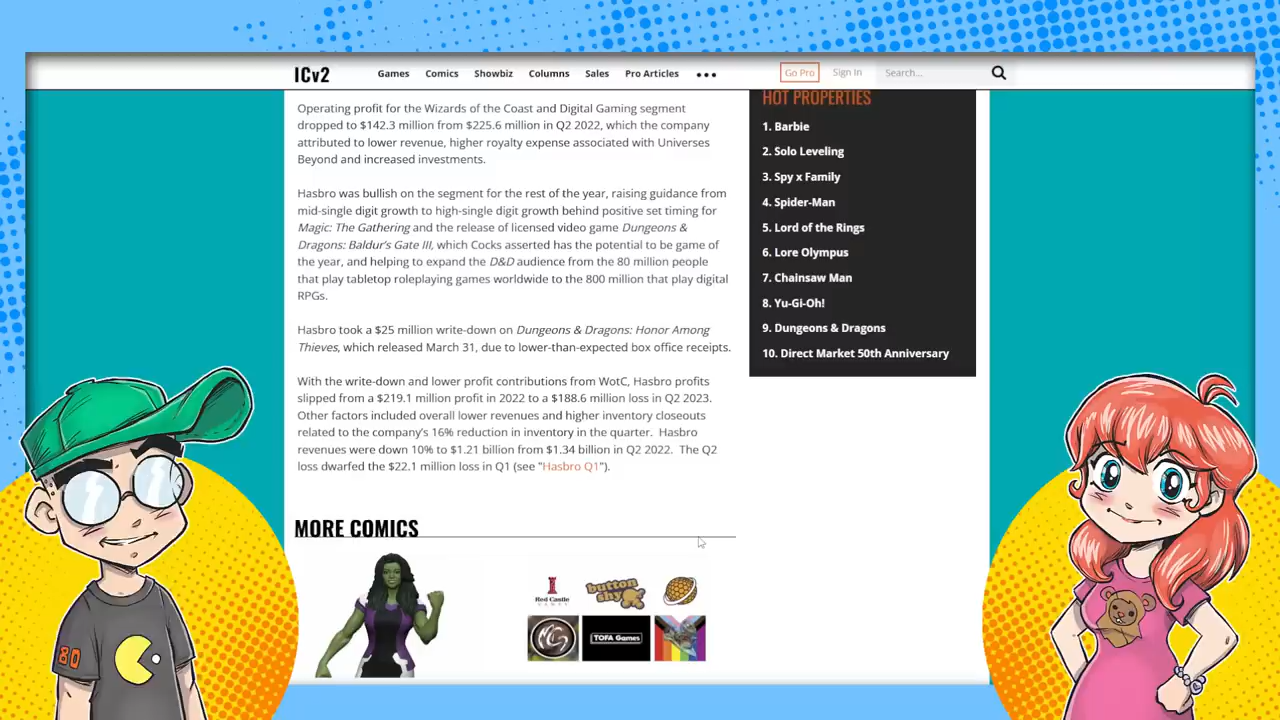 ICv2
Games Comics Showbiz Columns Sales Pro Articles •••
Go Pro Sign In Search...
Operating profit for the Wizards of the Coast and Digital Gaming segment
dropped to $142.3 million from $225.6 million in Q2 2022, which the company
attributed to lower revenue, higher royalty expense associated with Universes
Beyond and increased investments.
Hasbro was bullish on the segment for the rest of the year, raising guidance from
mid-single digit growth to high-single digit growth behind positive set timing for
Magic: The Gathering and the release of licensed video game Dungeons &
Dragons: Baldur's Gate III, which Cocks asserted has the potential to be game of
the year, and helping to expand the D&D audience from the 80 million people
that play tabletop roleplaying games worldwide to the 800 million that play digital
RPGs.
Hasbro took a $25 million write-down on Dungeons & Dragons: Honor Among
Thieves, which released March 31, due to lower-than-expected box office receipts.
With the write-down and lower profit contributions from WotC, Hasbro profits
slipped from a $219.1 million profit in 2022 to a $188.6 million loss in Q2 2023.
Other factors included overall lower revenues and higher inventory closeouts
related to the company's 16% reduction in inventory in the quarter. Hasbro
revenues were down 10% to $1.21 billion from $1.34 billion in Q2 2022. The Q2
loss dwarfed the $22.1 million loss in Q1 (see "Hasbro Q1").
HOT PROPERTIES
1. Barbie
2. Solo Leveling
3. Spy x Family
4. Spider-Man
5. Lord of the Rings
6. Lore Olympus
7. Chainsaw Man
8. Yu-Gi-Oh!
9. Dungeons & Dragons
10. Direct Market 50th Anniversary
MORE COMICS
Red Castle
GAMES
button
shy
TOFA Games
80